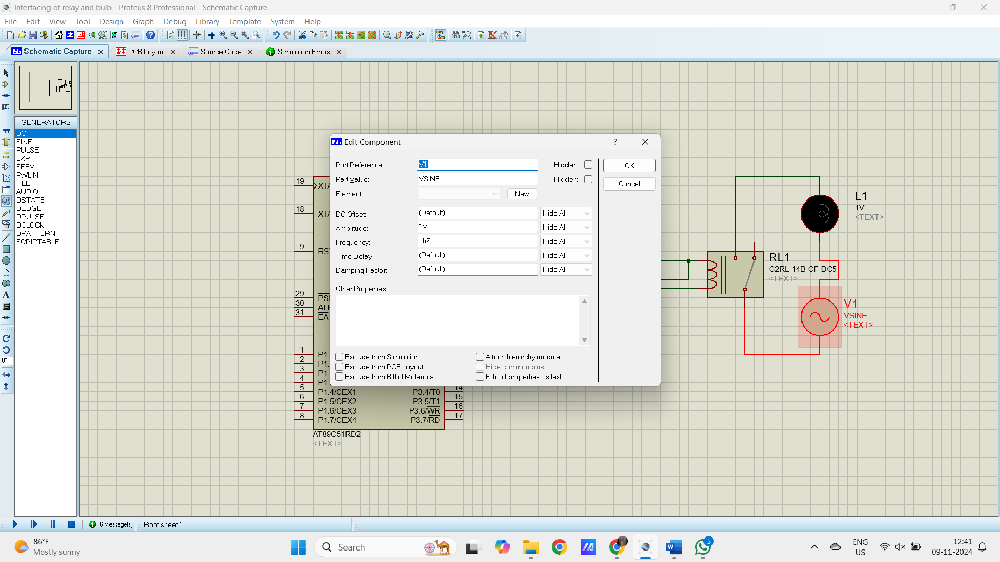 Interfacing of relay and bulb - Proteus 8 Professional - Schematic Capture
File Edit View Tool Design Graph Debug Library Template System Help
Schematic Capture
PCB Layout
Source Code
Simulation Errors
GENERATORS
DC
SINE
PULSE
EXP
SFFM
PWLIN
FILE
AUDIO
DSTATE
DEDGE
DPULSE
DCLOCK
DPATTERN
SCRIPTABLE
LBL
A
0°
Edit Component
?
Part Reference: V1 Hidden:
Part Value: VSINE Hidden:
Element: New
DC Offset: (Default) Hide All
Amplitude: 1V Hide All
Frequency: 1hZ Hide All
Time Delay: (Default) Hide All
Damping Factor: (Default) Hide All
Other Properties:
Exclude from Simulation
Exclude from PCB Layout
Exclude from Bill of Materials
Attach hierarchy module
Hide common pins
Edit all properties as text
OK
Cancel
19 XTA
18 XTA
9 RS
29 PS
30 ALE
31 EA
1 P1.
2 P1.
3 P1.
4 P1.
5 P1.4/CEX1 P3.4/T0 14
6 P1.5/CEX2 P3.5/T1 15
7 P1.6/CEX3 P3.6/WR 16
8 P1.7/CEX4 P3.7/RD 17
AT89C51RD2
<TEXT>
L1
1V
<TEXT>
RL1
G2RL-14B-CF-DC5
<TEXT>
V1
VSINE
<TEXT>
6 Message(s)
Root sheet 1
86°F
Mostly sunny
Search
5
ENG
US
12:41
09-11-2024